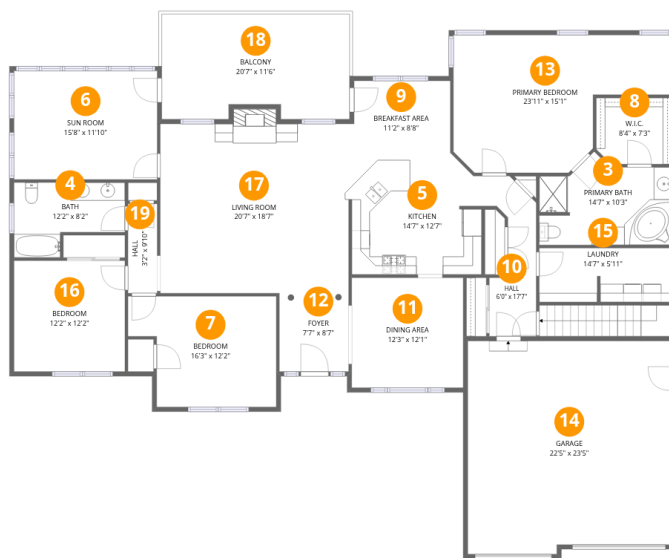 18
BALCONY
20'7" x 11'6"
13
PRIMARY BEDROOM
23'11" x 15'1"
6
SUN ROOM
15'8" x 11'10"
9
BREAKFAST AREA
11'2" x 8'8"
8
W.I.C.
8'4" x 7'3"
3
PRIMARY BATH
14'7" x 10'3"
4
BATH
12'2" x 8'2"
17
LIVING ROOM
20'7" x 18'7"
5
KITCHEN
14'7" x 12'7"
19
HALL
3'2" x 9'10"
15
LAUNDRY
14'7" x 5'11"
10
HALL
6'0" x 17'7"
16
BEDROOM
12'2" x 12'2"
12
FOYER
7'7" x 8'7"
11
DINING AREA
12'3" x 12'1"
7
BEDROOM
16'3" x 12'2"
14
GARAGE
22'5" x 23'5"